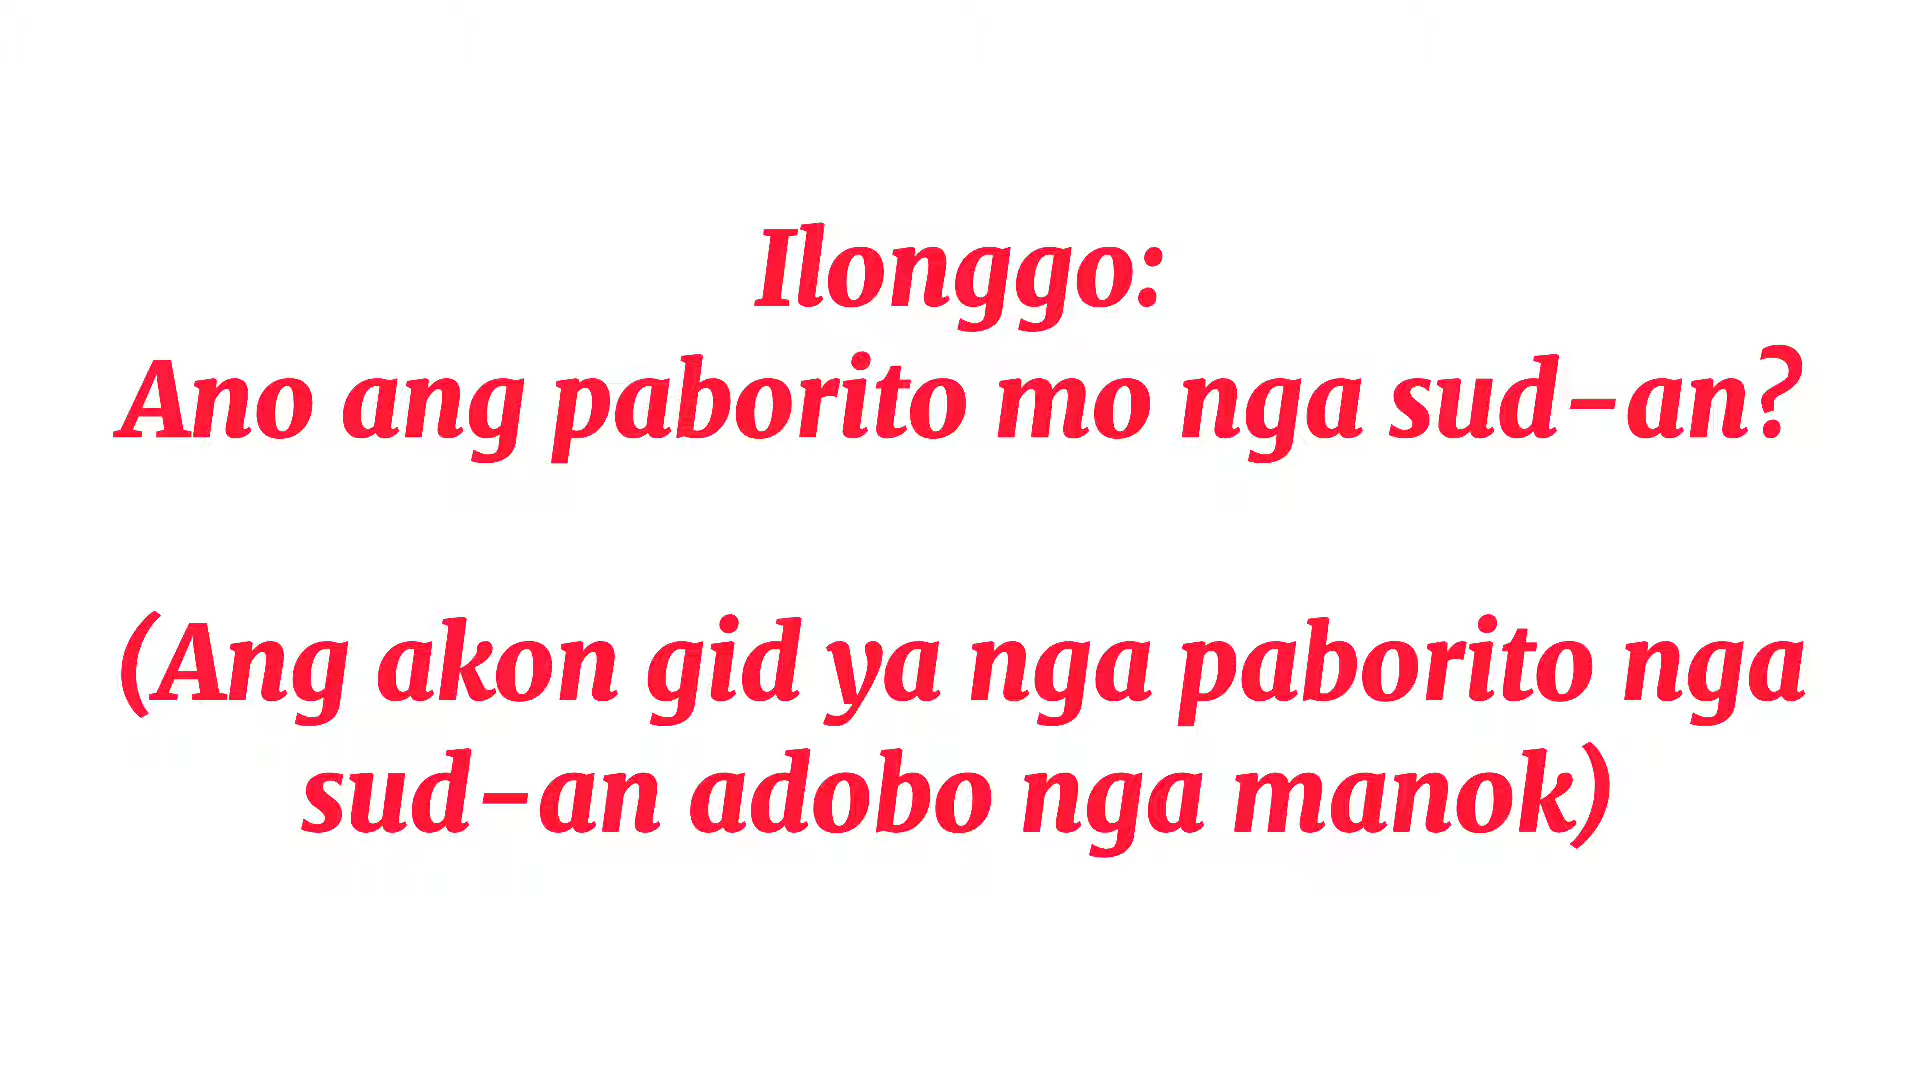 Ilonggo:
Ano ang paborito mo nga sud-an?
(Ang akon gid ya nga paborito nga
sud-an adobo nga manok)